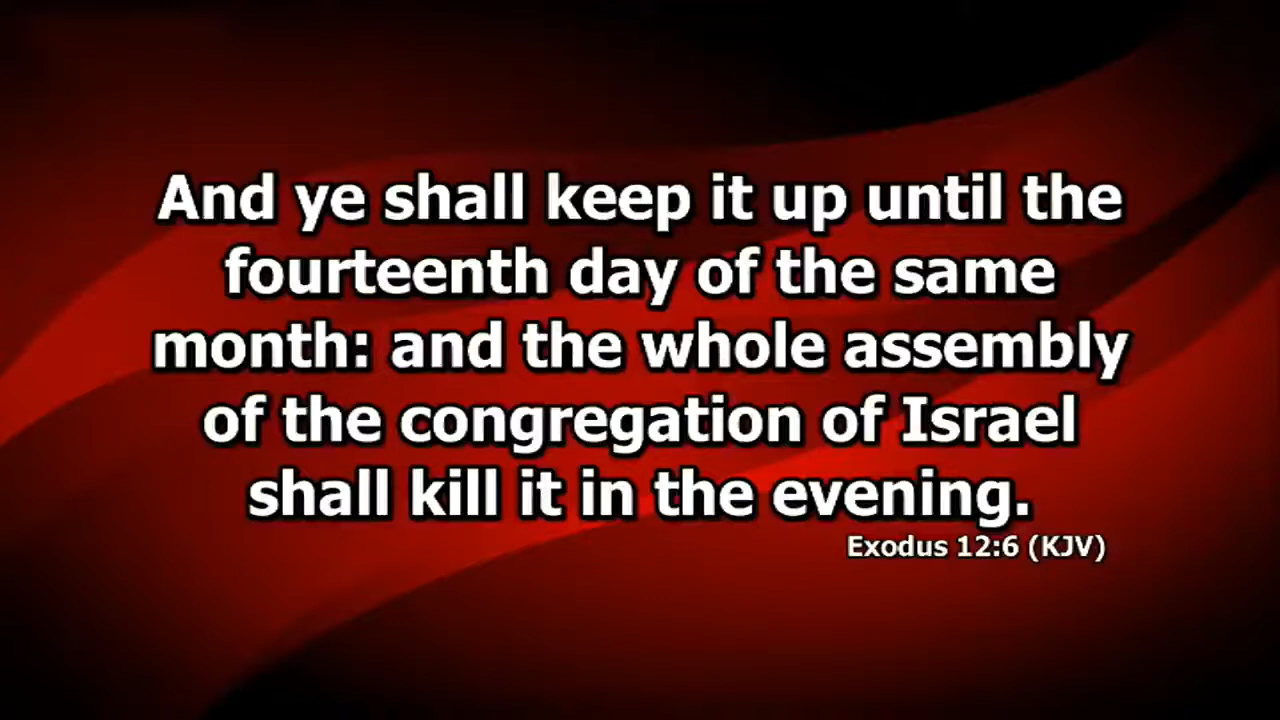 And ye shall keep it up until the
fourteenth day of the same
month: and the whole assembly
of the congregation of Israel
shall kill it in the evening.
Exodus 12:6 (KJV)